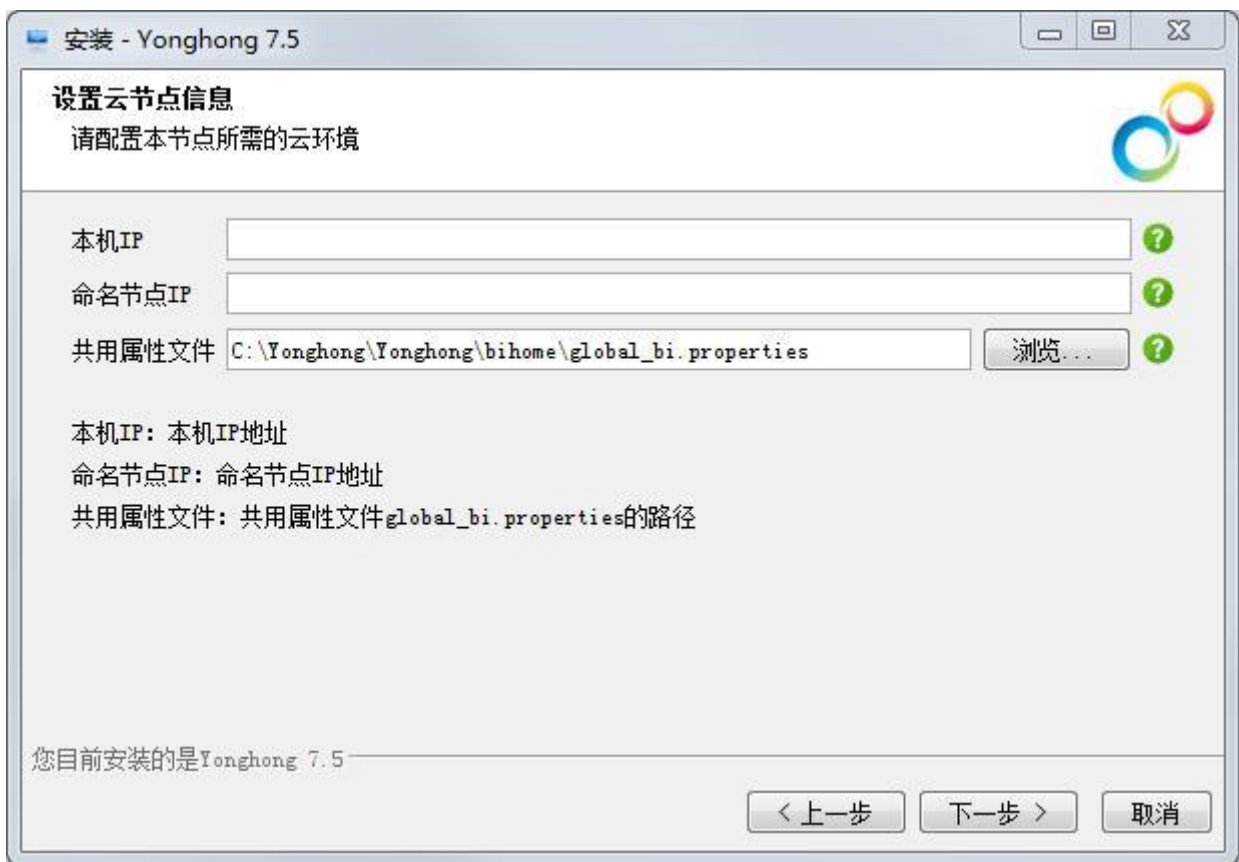 安装 - Yonghong 7.5
设置云节点信息
请配置本节点所需的云环境
本机IP
?
命名节点IP
?
共用属性文件 C:\Yonghong\Yonghong\bihome\global_bi.properties 浏览...
?
本机IP：本机IP地址
命名节点IP：命名节点IP地址
共用属性文件：共用属性文件global_bi.properties的路径
您目前安装的是Yonghong 7.5
< 上一步 下一步 > 取消